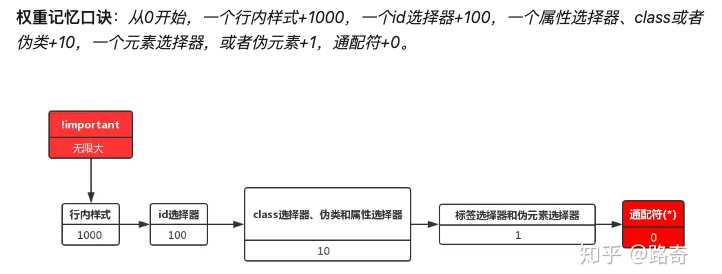 权重记忆口诀：从0开始，一个行内样式+1000，一个id选择器+100，一个属性选择器、class或者
伪类+10，一个元素选择器，或者伪元素+1，通配符+0。
!important
无限大
行内样式
1000
id选择器
100
class选择器、伪类和属性选择器
10
标签选择器和伪元素选择器
1
通配符(*)
0
知乎 @路奇